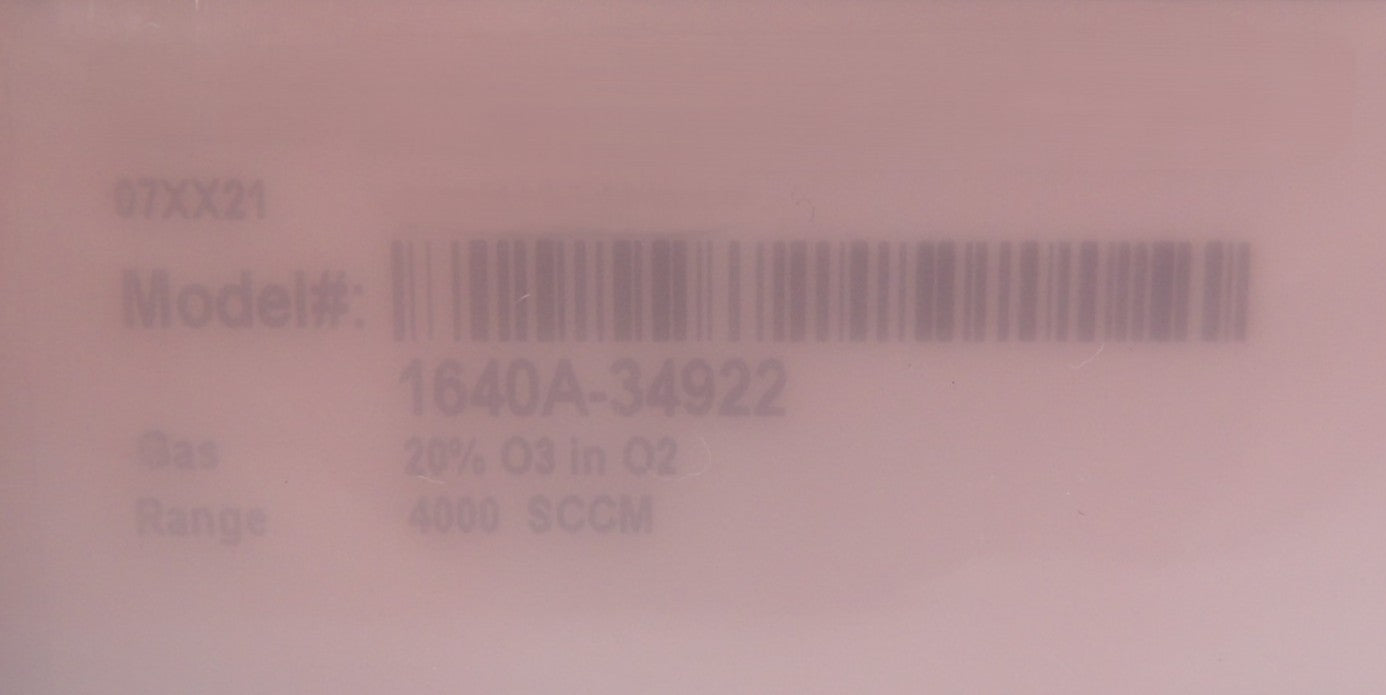 67XX21
Model#:
1640A-34922
Gas 20% O3 in O2
Range 4000 SCCM